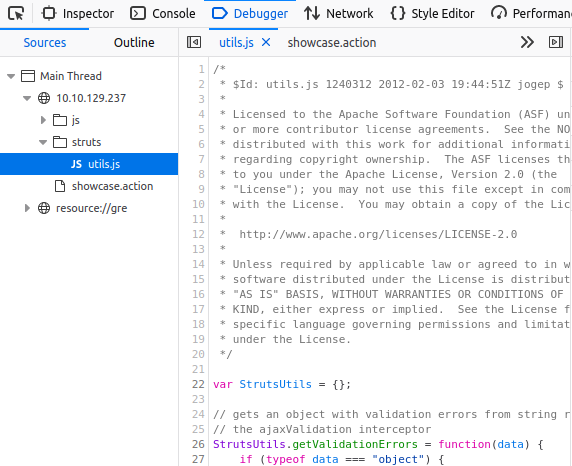 Inspector Console Debugger Network Style Editor Performan
Sources Outline utils.js showcase.action
Main Thread
10.10.129.237
js
struts
JS utils.js
showcase.action
resource://gre
1 /*
2 * $Id: utils.js 1240312 2012-02-03 19:44:51Z jogep $
3 *
4 * Licensed to the Apache Software Foundation (ASF) un
5 * or more contributor license agreements. See the NO
6 * distributed with this work for additional informati
7 * regarding copyright ownership. The ASF licenses th
8 * to you under the Apache License, Version 2.0 (the
9 * "License"); you may not use this file except in com
10 * with the License. You may obtain a copy of the Lic
11 *
12 * http://www.apache.org/licenses/LICENSE-2.0
13 *
14 * Unless required by applicable law or agreed to in w
15 * software distributed under the License is distribut
16 * "AS IS" BASIS, WITHOUT WARRANTIES OR CONDITIONS OF
17 * KIND, either express or implied. See the License f
18 * specific language governing permissions and limitat
19 * under the License.
20 */
21
22 var StrutsUtils = {};
23
24 // gets an object with validation errors from string r
25 // the ajaxValidation interceptor
26 StrutsUtils.getValidationErrors = function(data) {
27 if (typeof data === "object") {